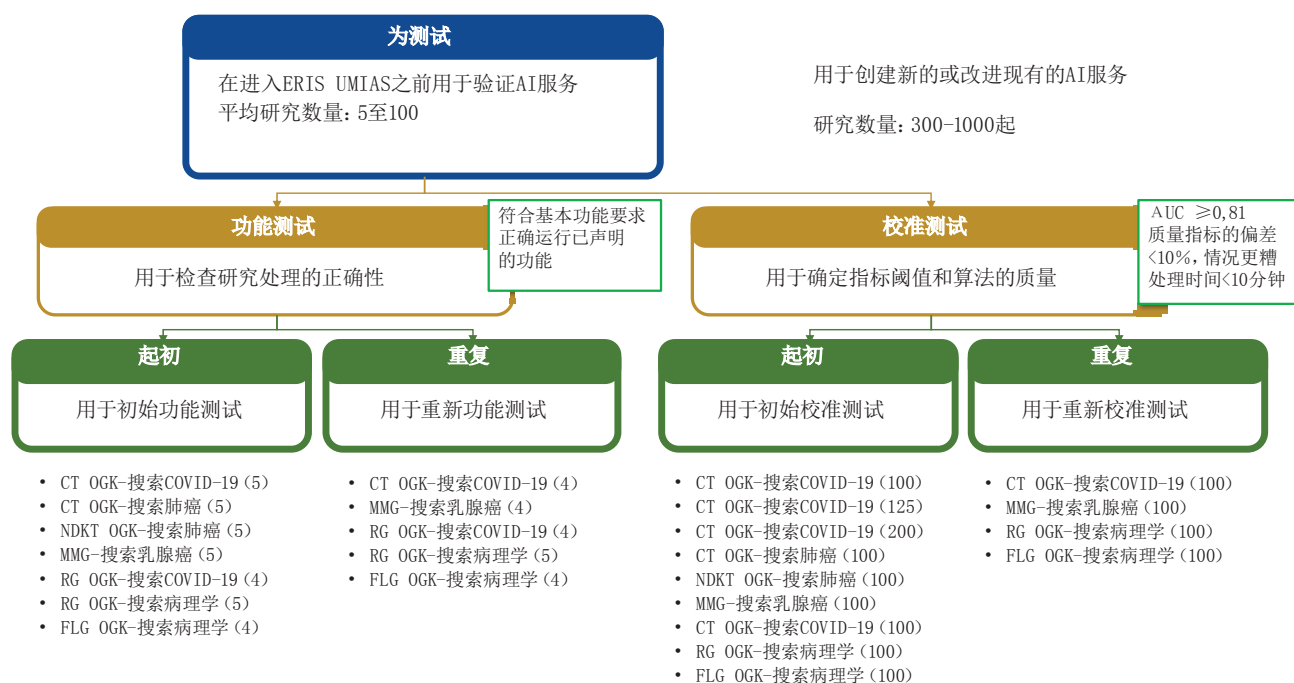 为测试
在进入ERIS UMIAS之前用于验证AI服务
平均研究数量: 5至100
用于创建新的或改进现有的AI服务
研究数量: 300-1000起
功能测试
用于检查研究处理的正确性
符合基本功能要求
正确运行已声明
的功能
校准测试
用于确定指标阈值和算法的质量
AUC ≥0,81
质量指标的偏差
<10%, 情况更糟
处理时间<10分钟
起初
用于初始功能测试
重复
用于重新功能测试
起初
用于初始校准测试
重复
用于重新校准测试
• CT OGK-搜索COVID-19(5)
• CT OGK-搜索肺癌(5)
• NDKT OGK-搜索肺癌(5)
• MMG-搜索乳腺癌(5)
• RG OGK-搜索COVID-19(4)
• RG OGK-搜索病理学(5)
• FLG OGK-搜索病理学(4)
• CT OGK-搜索COVID-19(4)
• MMG-搜索乳腺癌(4)
• RG OGK-搜索COVID-19(4)
• RG OGK-搜索病理学(5)
• FLG OGK-搜索病理学(4)
• CT OGK-搜索COVID-19(100)
• CT OGK-搜索COVID-19(125)
• CT OGK-搜索COVID-19(200)
• CT OGK-搜索肺癌(100)
• NDKT OGK-搜索肺癌(100)
• MMG-搜索乳腺癌(100)
• CT OGK-搜索COVID-19(100)
• RG OGK-搜索病理学(100)
• FLG OGK-搜索病理学(100)
• CT OGK-搜索COVID-19(100)
• MMG-搜索乳腺癌(100)
• RG OGK-搜索病理学(100)
• FLG OGK-搜索病理学(100)